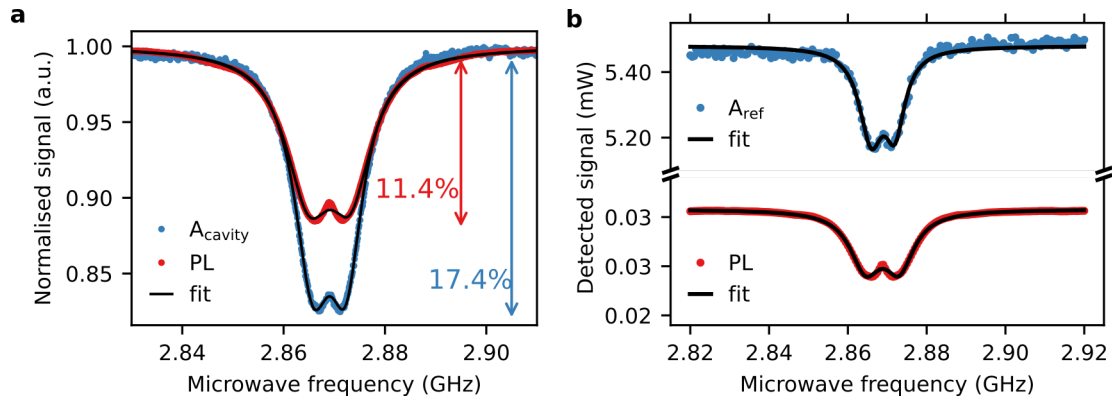 a
Normalised signal (a.u.)
1.00
0.95
0.90
0.85
11.4%
17.4%
A_cavity
PL
fit
2.84
2.86
2.88
2.90
Microwave frequency (GHz)
b
Detected signal (mW)
5.40
5.20
A_ref
fit
0.03
0.03
0.02
PL
fit
2.82
2.84
2.86
2.88
2.90
2.92
Microwave frequency (GHz)